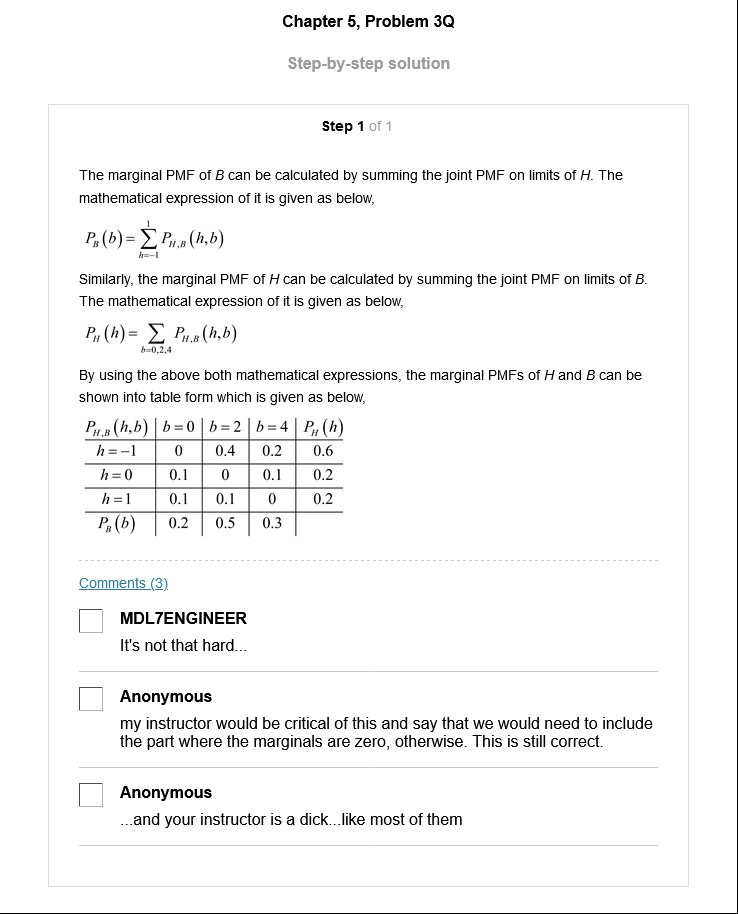 Chapter 5, Problem 3Q
Step-by-step solution
Step 1 of 1
The marginal PMF of B can be calculated by summing the joint PMF on limits of H. The
mathematical expression of it is given as below,
P_B (b) = ∑_{h=-1}^{1} P_{H,B} (h,b)
Similarly, the marginal PMF of H can be calculated by summing the joint PMF on limits of B.
The mathematical expression of it is given as below,
P_H (h) = ∑_{b=0,2,4} P_{H,B} (h,b)
By using the above both mathematical expressions, the marginal PMFs of H and B can be
shown into table form which is given as below,
P_{H,B} (h,b) | b = 0 | b = 2 | b = 4 | P_H (h)
h = −1 | 0 | 0.4 | 0.2 | 0.6
h = 0 | 0.1 | 0 | 0.1 | 0.2
h = 1 | 0.1 | 0.1 | 0 | 0.2
P_B (b) | 0.2 | 0.5 | 0.3 |
Comments (3)
MDL7ENGINEER
It's not that hard...
Anonymous
my instructor would be critical of this and say that we would need to include
the part where the marginals are zero, otherwise. This is still correct.
Anonymous
...and your instructor is a dick...like most of them